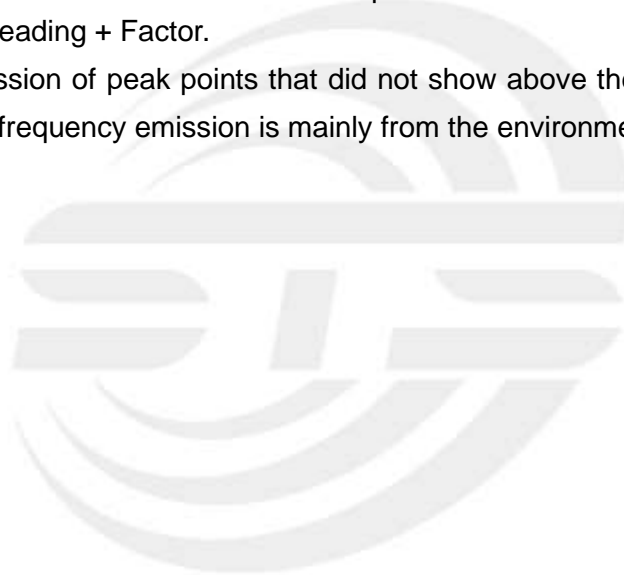 eading + Factor.
ssion of peak points that did not show above the
frequency emission is mainly from the environme
STS